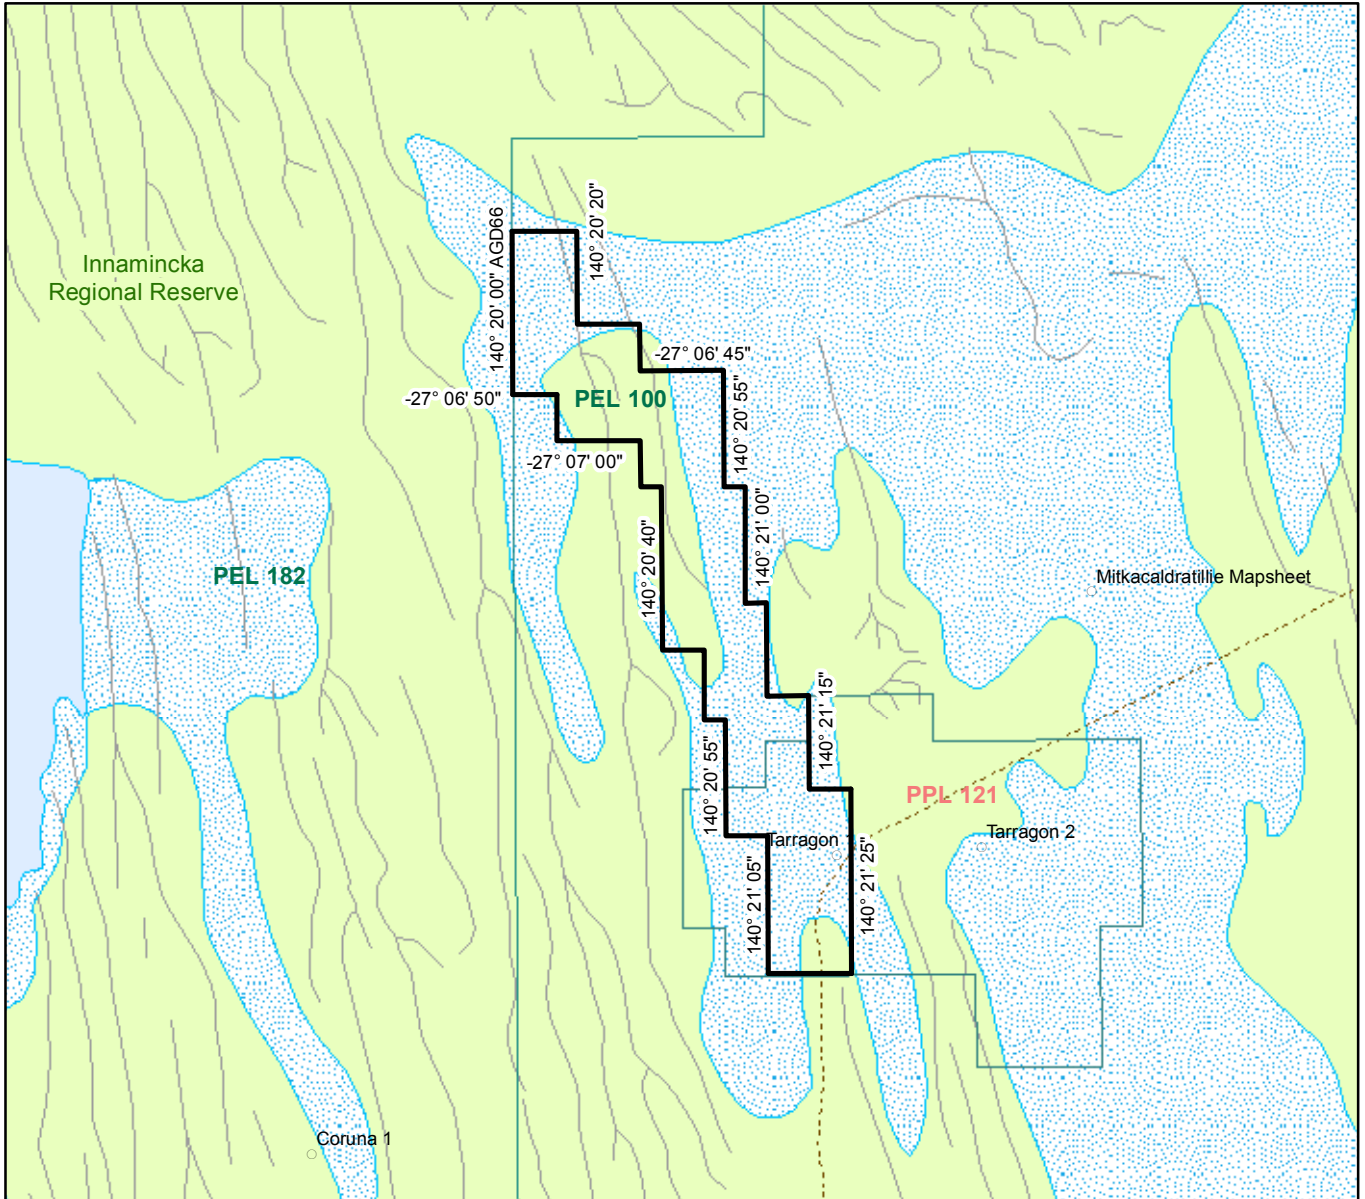 140° 20' 20"
140° 20' 00" AGD66
Innamincka
Regional Reserve
-27° 06' 45"
-27° 06' 50"
PEL 100
140° 20' 55"
-27° 07' 00"
140° 21' 00"
140° 20' 40"
PEL 182
Mitkacaldratillie Mapsheet
140° 21' 15"
140° 20' 55"
PPL 121
Tarragon
Tarragon 2
140° 21' 05"
140° 21' 25"
Coruna 1